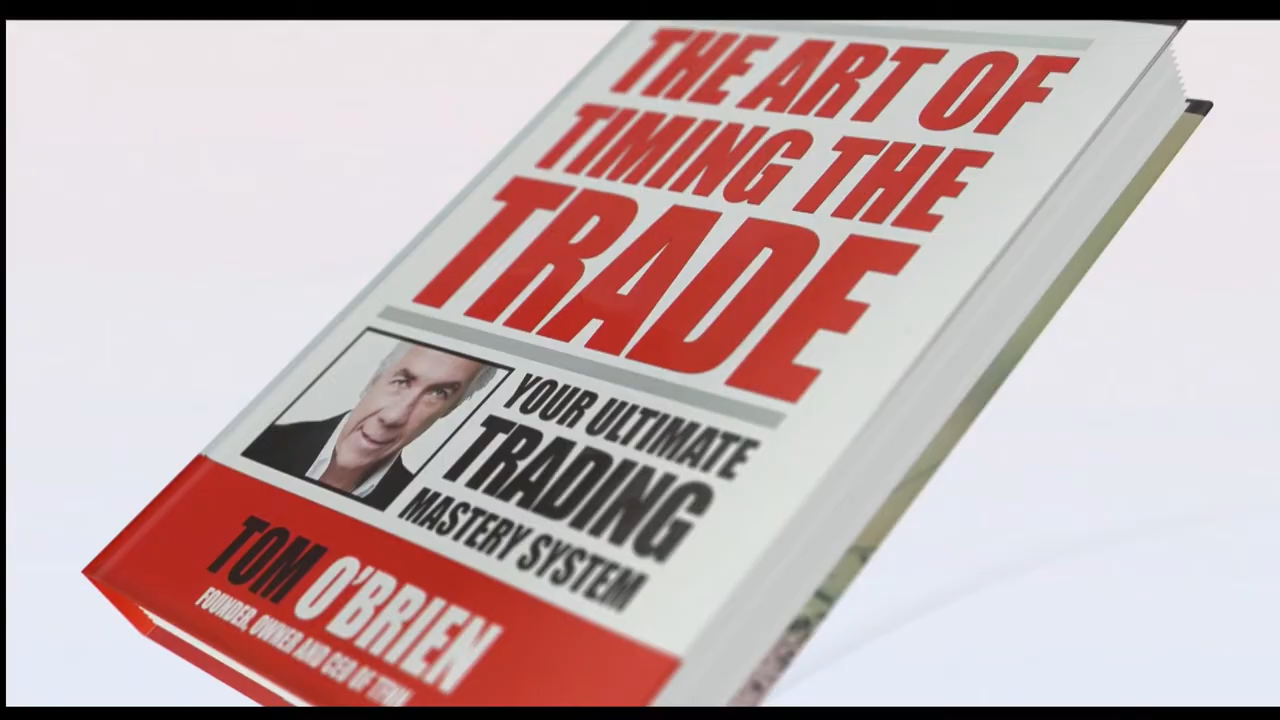 THE ART OF
TIMING THE
TRADE
YOUR ULTIMATE
TRADING
MASTERY SYSTEM
TOM O'BRIEN
FOUNDER, OWNER AND CEO OF